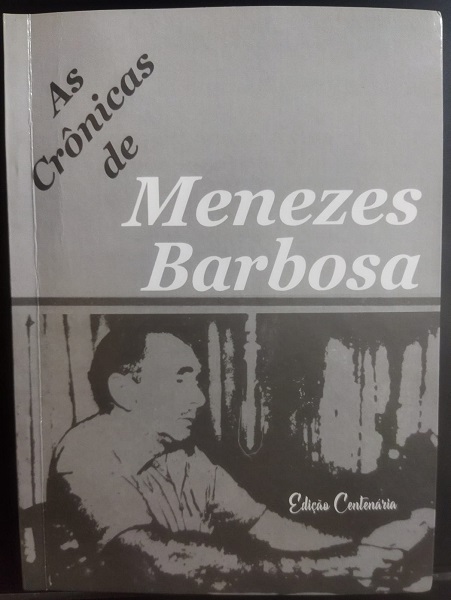 As
Crônicas
de
Menezes
Barbosa
Edição Centenária